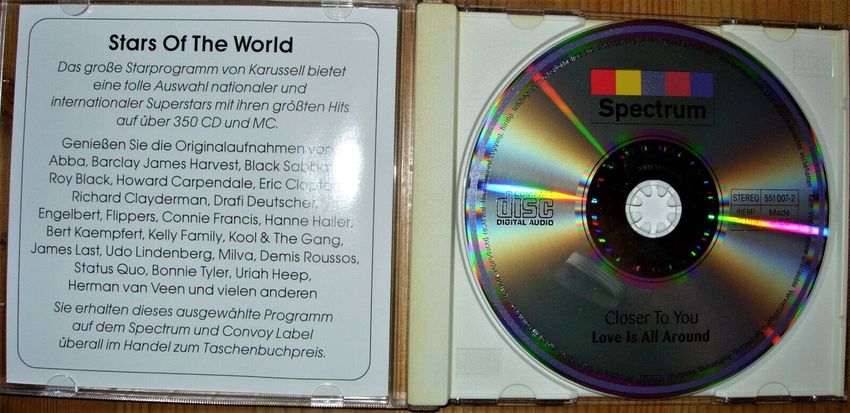 Stars Of The World
Das große Starprogramm von Karussell bietet
eine tolle Auswahl nationaler und
internationaler Superstars mit ihren größten Hits
auf über 350 CD und MC.
Genießen Sie die Originalaufnahmen von
Abba, Barclay James Harvest, Black Sabbath,
Roy Black, Howard Carpendale, Eric Clapton,
Richard Clayderman, Drafi Deutscher,
Engelbert, Flippers, Connie Francis, Hanne Haller,
Bert Kaempfert, Kelly Family, Kool & The Gang,
James Last, Udo Lindenberg, Milva, Demis Roussos,
Status Quo, Bonnie Tyler, Uriah Heep,
Herman van Veen und vielen anderen
Sie erhalten dieses ausgewählte Programm
auf dem Spectrum und Convoy Label
überall im Handel zum Taschenbuchpreis.
Spectrum
COMPACT
disc
DIGITAL AUDIO
STEREO 551 007-2
BIEM/ Made
Closer To You
Love Is All Around